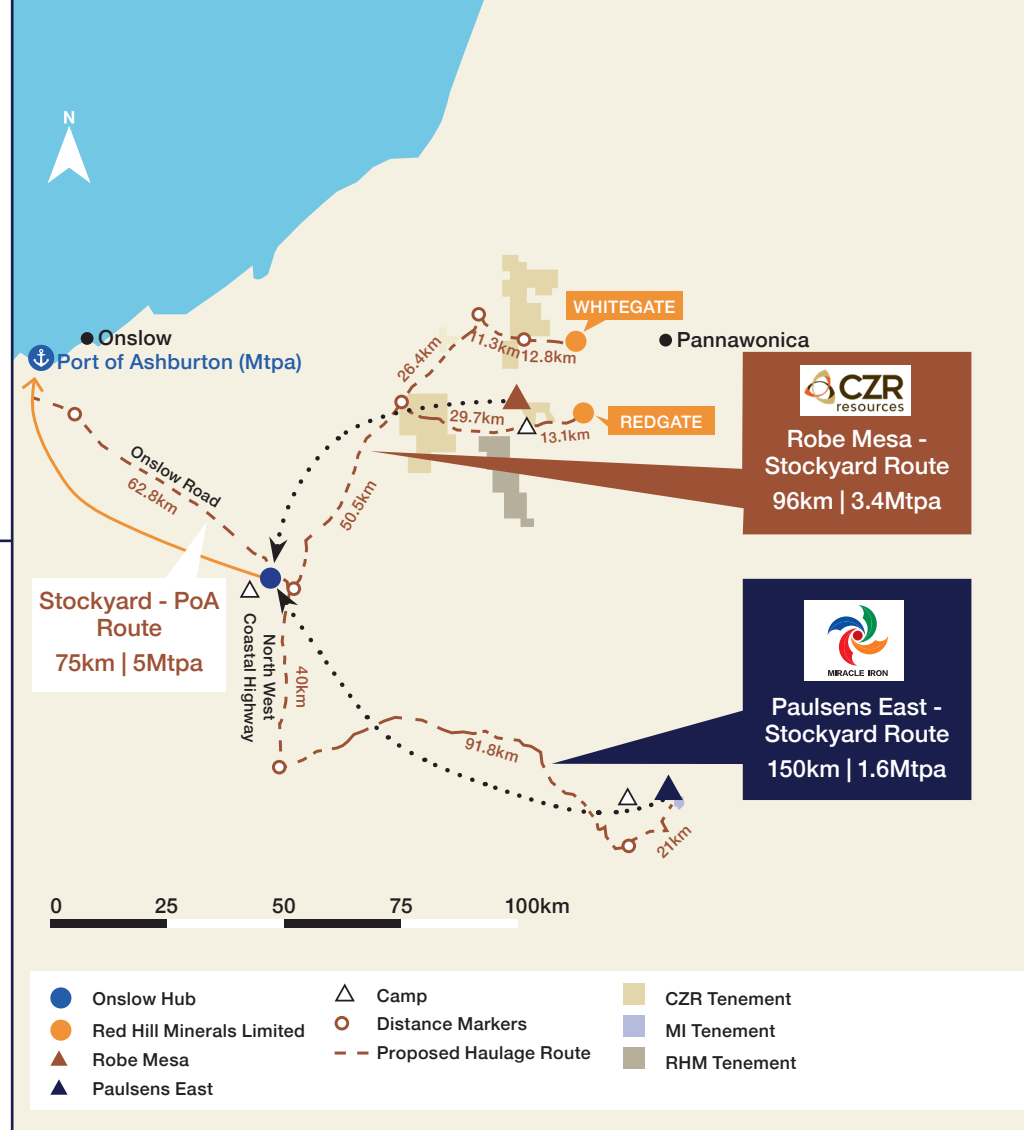 N
Onslow
Port of Ashburton (Mtpa)
WHITEGATE
Pannawonica
26.4km
11.3km
12.8km
29.7km
13.1km
REDGATE
CZR
resources
Robe Mesa -
Stockyard Route
96km | 3.4Mtpa
Onslow Road
62.8km
50.5km
Stockyard - PoA
Route
75km | 5Mtpa
North West
Coastal Highway
40km
91.8km
21km
MIRACLE IRON
Paulsens East -
Stockyard Route
150km | 1.6Mtpa
0 25 50 75 100km
Onslow Hub
Red Hill Minerals Limited
Robe Mesa
Paulsens East
Camp
Distance Markers
Proposed Haulage Route
CZR Tenement
MI Tenement
RHM Tenement